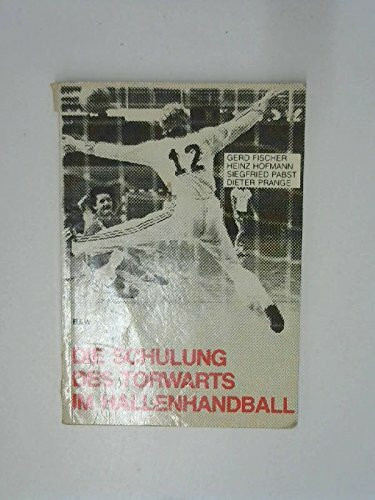 12
GERD FISCHER
HEINZ HOFMANN
SIEGFRIED PABST
DIETER PRANGE
DIE SCHULUNG
DES TORWARTS
IM HALLENHANDBALL